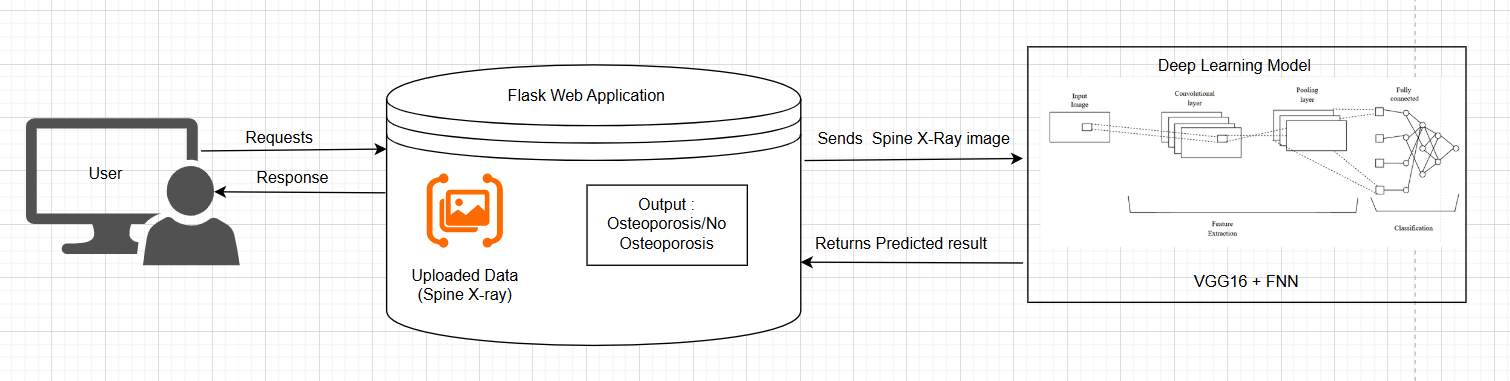 User
Requests
Response
Flask Web Application
Uploaded Data
(Spine X-ray)
Output :
Osteoporosis/No
Osteoporosis
Sends Spine X-Ray image
Returns Predicted result
Deep Learning Model
Input
Image
Convolutional
layer
Pooling
layer
Fully
connected
Feature
Extraction
Classification
VGG16 + FNN